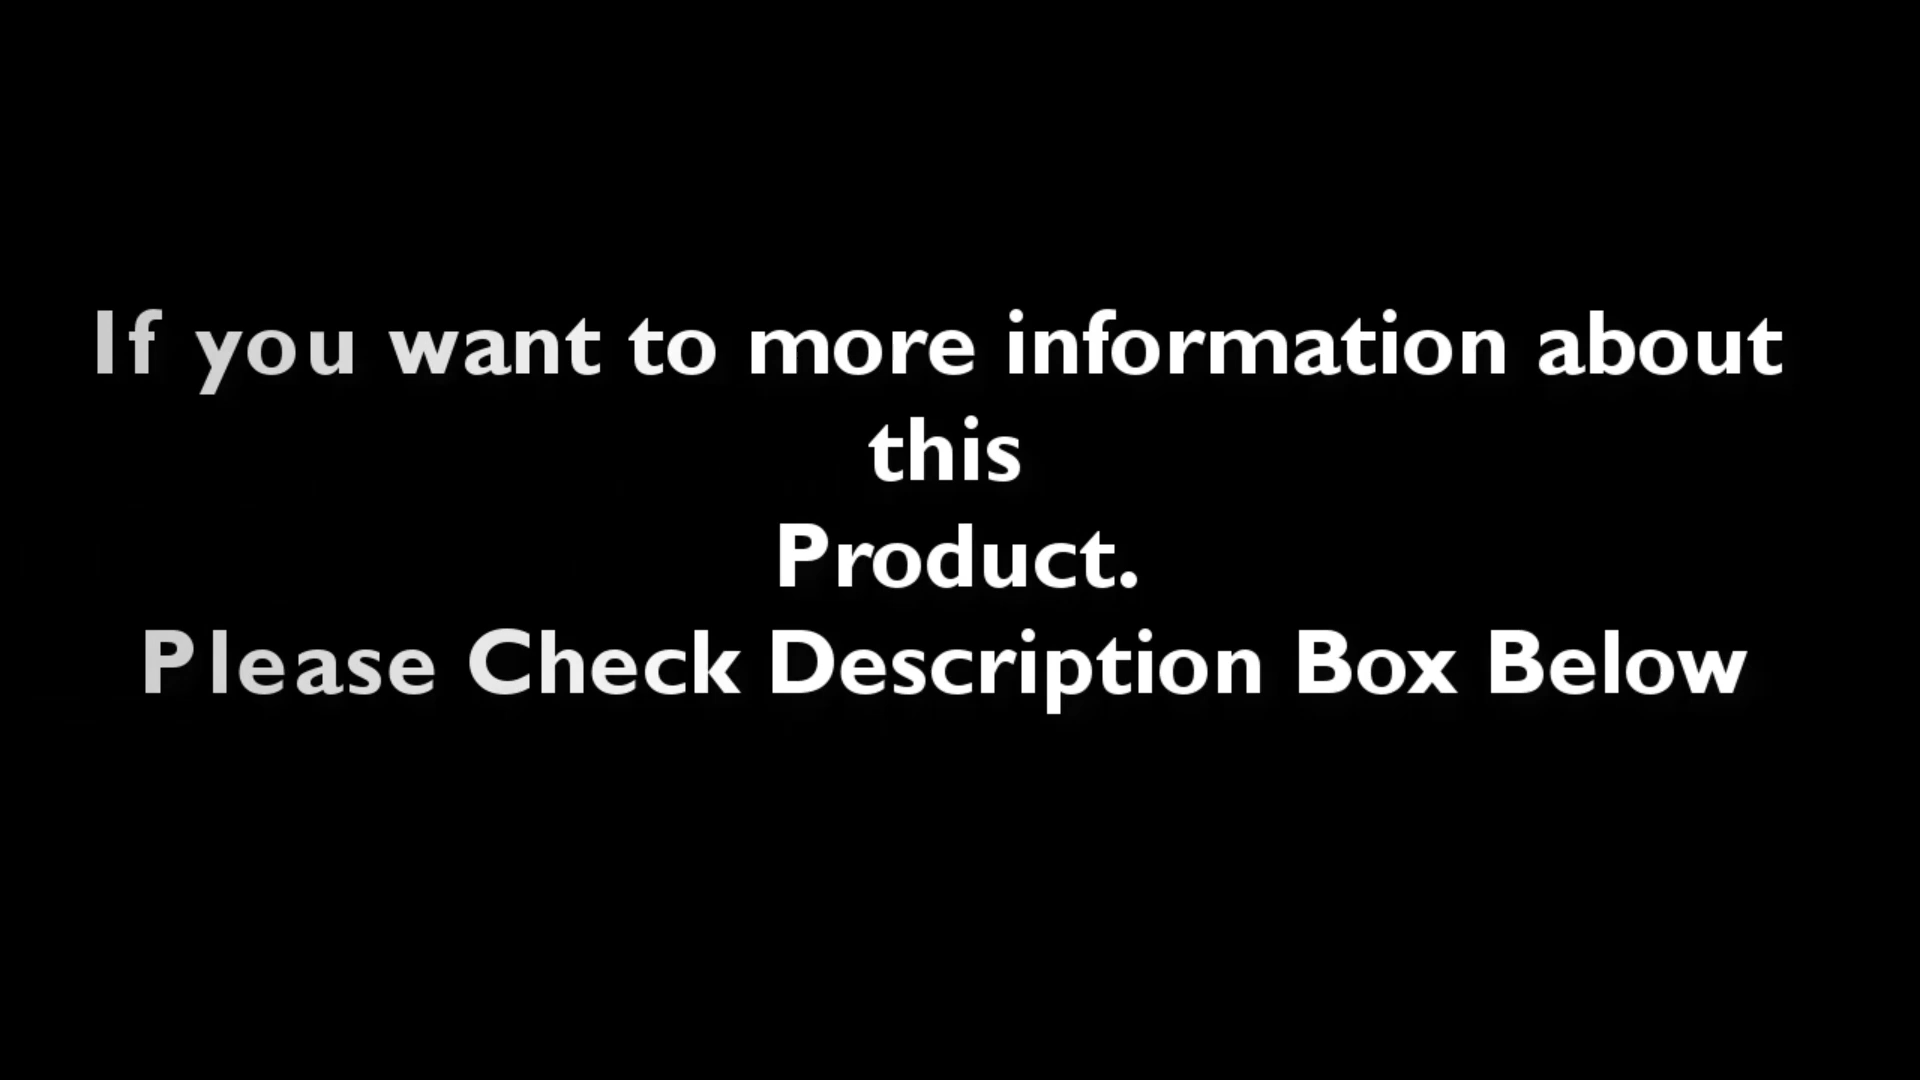 If you want to more information about
this
Product.
Please Check Description Box Below